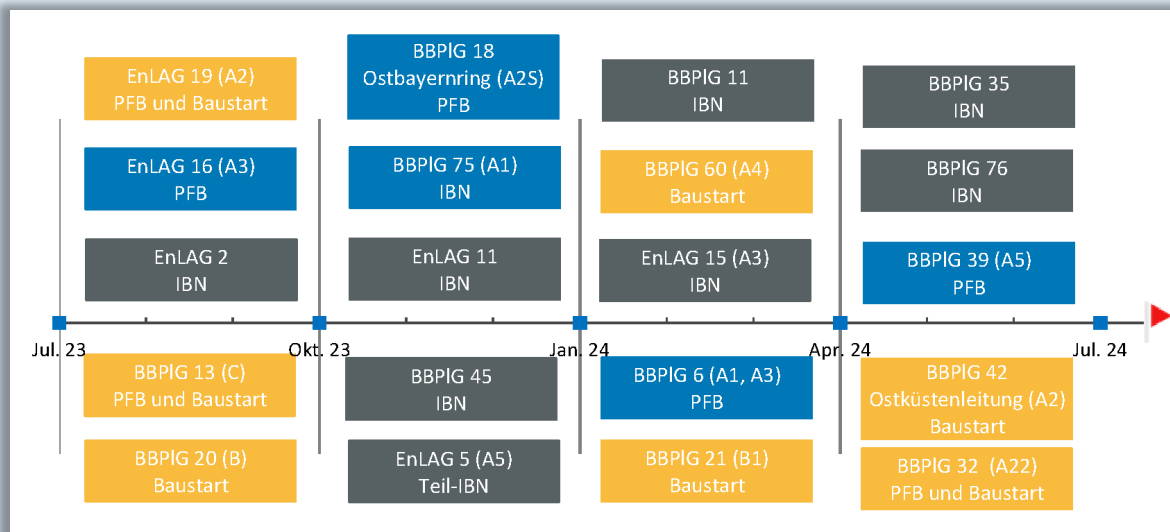 EnLAG 19 (A2)
PFB und Baustart
BBPlG 18
Ostbayernring (A2S)
PFB
BBPlG 11
IBN
BBPlG 35
IBN
EnLAG 16 (A3)
PFB
BBPlG 75 (A1)
IBN
BBPlG 60 (A4)
Baustart
BBPlG 76
IBN
EnLAG 2
IBN
EnLAG 11
IBN
EnLAG 15 (A3)
IBN
BBPlG 39 (A5)
PFB
Jul. 23
Okt. 23
Jan. 24
Apr. 24
Jul. 24
BBPlG 13 (C)
PFB und Baustart
BBPlG 45
IBN
BBPlG 6 (A1, A3)
PFB
BBPlG 42
Ostküstenleitung (A2)
Baustart
BBPlG 20 (B)
Baustart
EnLAG 5 (A5)
Teil-IBN
BBPlG 21 (B1)
Baustart
BBPlG 32 (A22)
PFB und Baustart